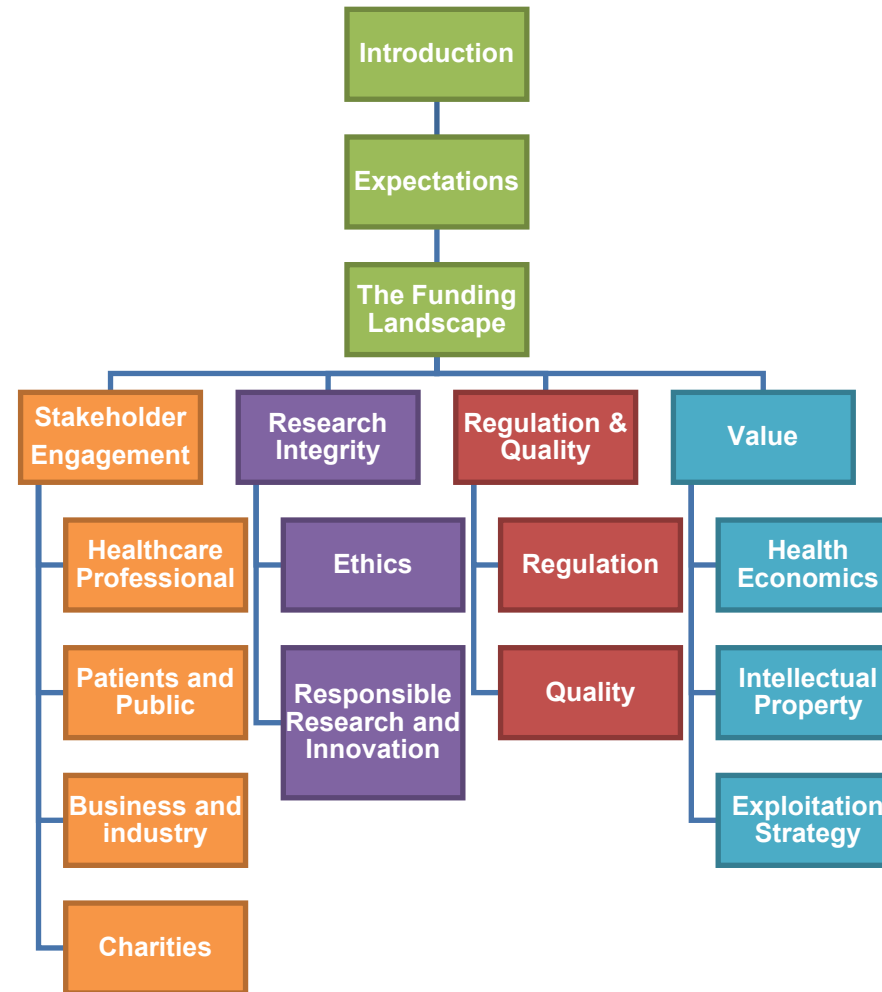 Introduction
Expectations
The Funding
Landscape
Stakeholder
Engagement
Research
Integrity
Regulation &
Quality
Value
Healthcare
Professional
Ethics
Regulation
Health
Economics
Patients and
Public
Responsible
Research and
Innovation
Quality
Intellectual
Property
Business and
industry
Exploitation
Strategy
Charities